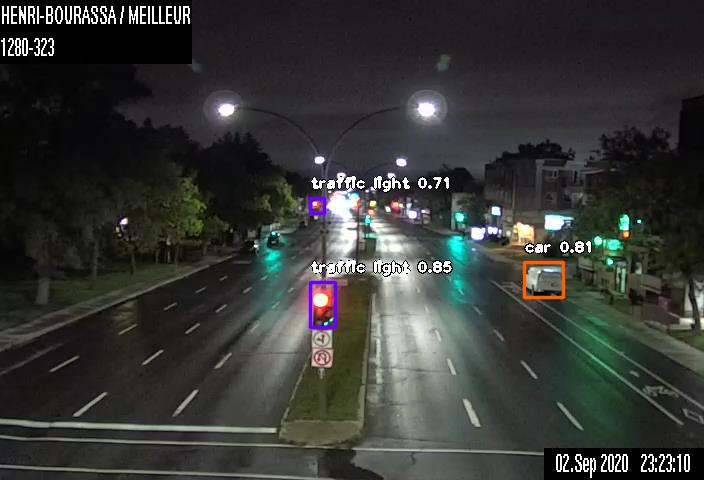 HENRI-BOURASSA / MEILLEUR
1280-323
traffic light 0.71
car 0.81
traffic light 0.85
02.Sep 2020 23:23:10